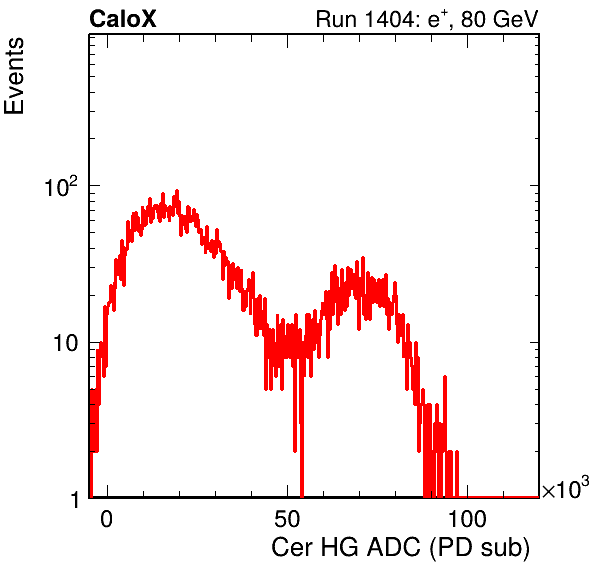 CaloX Run 1404: e⁺, 80 GeV
Events
10²
10
1
0 50 100 ×10³
Cer HG ADC (PD sub)